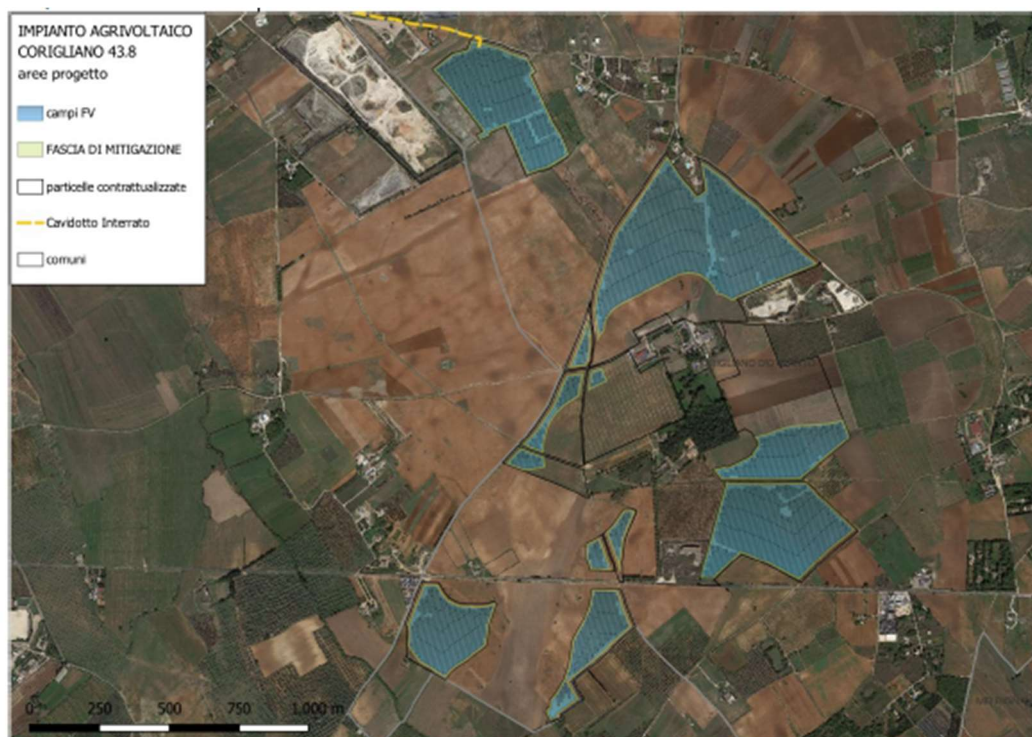 IMPIANTO AGRIVOLTAICO
CORIGLIANO 43.8
aree progetto
campi FV
FASCIA DI MITIGAZIONE
particelle contrattualizzate
Cavidotto Interrato
comuni
0 250 500 750 1.000 m